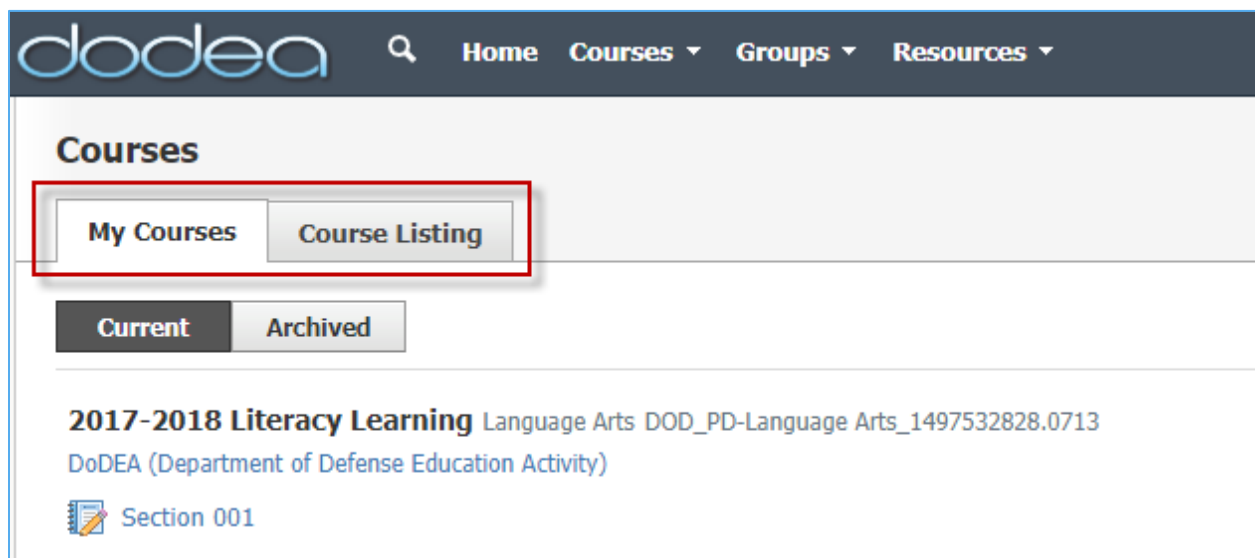 dodea Home Courses Groups Resources
Courses
My Courses Course Listing
Current Archived
2017-2018 Literacy Learning Language Arts DOD_PD-Language Arts_1497532828.0713
DoDEA (Department of Defense Education Activity)
Section 001